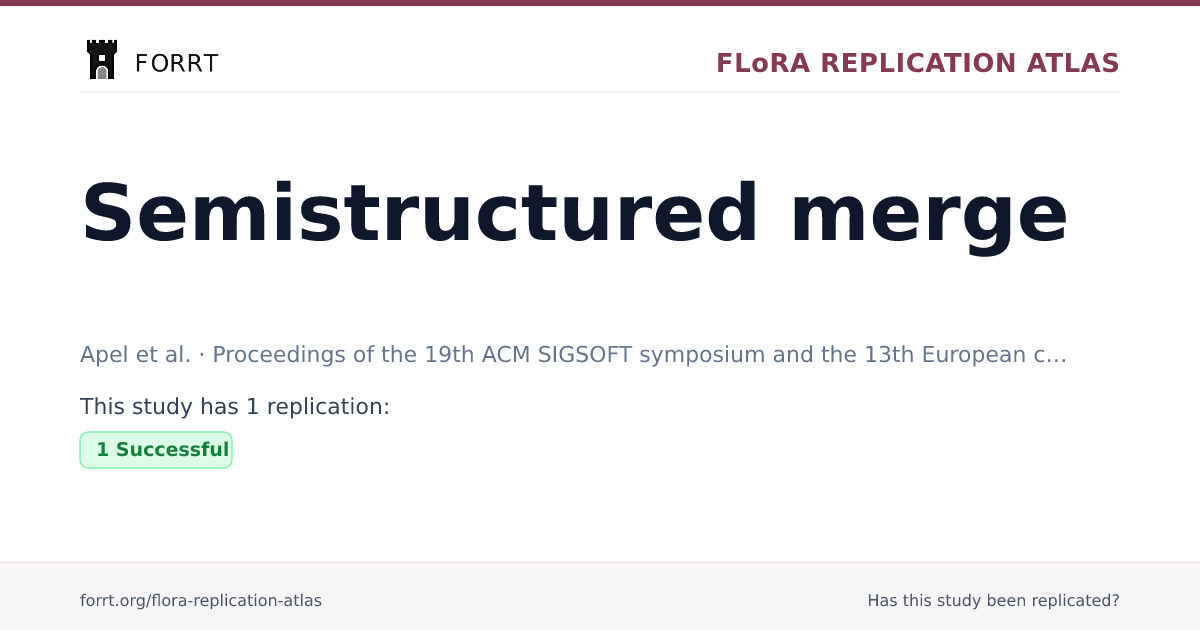 FORRT
FLoRA REPLICATION ATLAS
Semistructured merge
Apel et al. · Proceedings of the 19th ACM SIGSOFT symposium and the 13th European c…
This study has 1 replication:
1 Successful
forrt.org/flora-replication-atlas
Has this study been replicated?